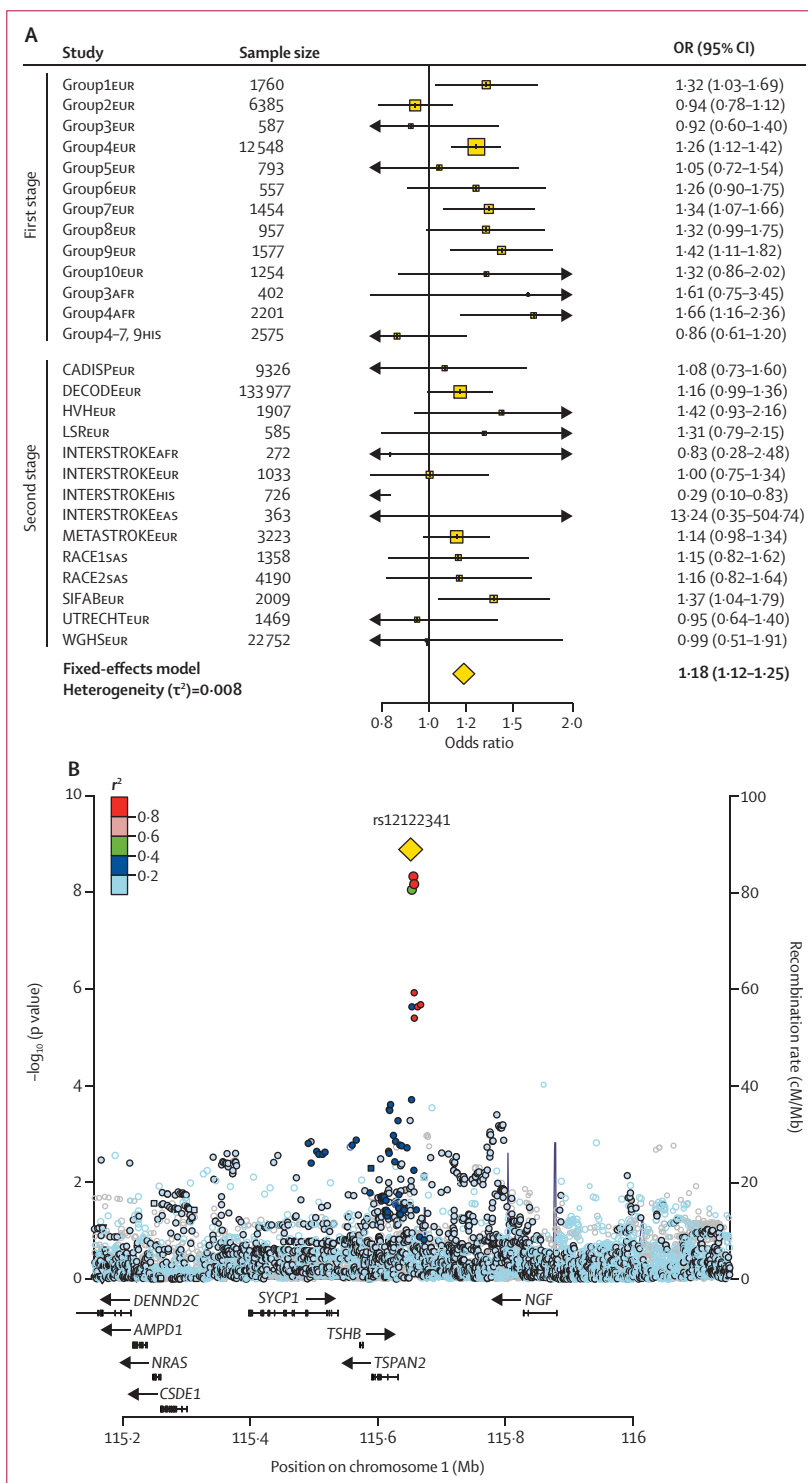 A
Study Sample size OR (95% CI)
First stage
Group1EUR 1760 1·32 (1·03–1·69)
Group2EUR 6385 0·94 (0·78–1·12)
Group3EUR 587 0·92 (0·60–1·40)
Group4EUR 12 548 1·26 (1·12–1·42)
Group5EUR 793 1·05 (0·72–1·54)
Group6EUR 557 1·26 (0·90–1·75)
Group7EUR 1454 1·34 (1·07–1·66)
Group8EUR 957 1·32 (0·99–1·75)
Group9EUR 1577 1·42 (1·11–1·82)
Group10EUR 1254 1·32 (0·86–2·02)
Group3AFR 402 1·61 (0·75–3·45)
Group4AFR 2201 1·66 (1·16–2·36)
Group4–7, 9HIS 2575 0·86 (0·61–1·20)
Second stage
CADISPEUR 9326 1·08 (0·73–1·60)
DECODEEUR 133 977 1·16 (0·99–1·36)
HVHEUR 1907 1·42 (0·93–2·16)
LSREUR 585 1·31 (0·79–2·15)
INTERSTROKEAFR 272 0·83 (0·28–2·48)
INTERSTROKEEUR 1033 1·00 (0·75–1·34)
INTERSTROKEHIS 726 0·29 (0·10–0·83)
INTERSTROKEEAS 363 13·24 (0·35–504·74)
METASTROKEEUR 3223 1·14 (0·98–1·34)
RACE1SAS 1358 1·15 (0·82–1·62)
RACE2SAS 4190 1·16 (0·82–1·64)
SIFABEUR 2009 1·37 (1·04–1·79)
UTRECHTEUR 1469 0·95 (0·64–1·40)
WGHSEUR 22 752 0·99 (0·51–1·91)
Fixed-effects model 1·18 (1·12–1·25)
Heterogeneity (τ²)=0·008
0·8 1·0 1·2 1·5 2·0
Odds ratio
B
r²
0·8
0·6
0·4
0·2
rs12122341
10
8
6
4
2
0
–log₁₀ (p value)
100
80
60
40
20
0
Recombination rate (cM/Mb)
DENND2C SYCP1 NGF
AMPD1 TSHB
NRAS TSPAN2
CSDE1
115·2 115·4 115·6 115·8 116
Position on chromosome 1 (Mb)